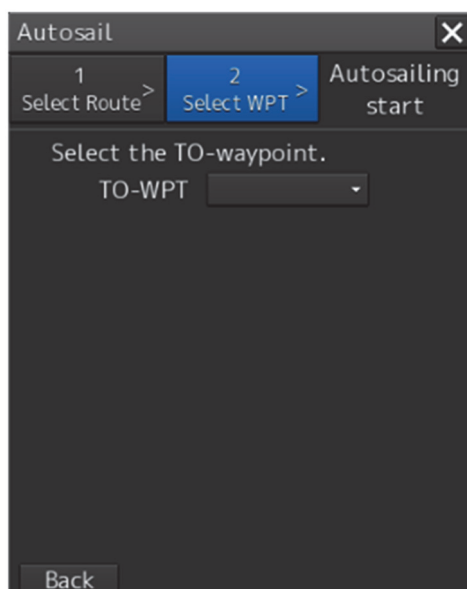 Autosail
1
Select Route >
2
Select WPT >
Autosailing
start
Select the TO-waypoint.
TO-WPT
Back